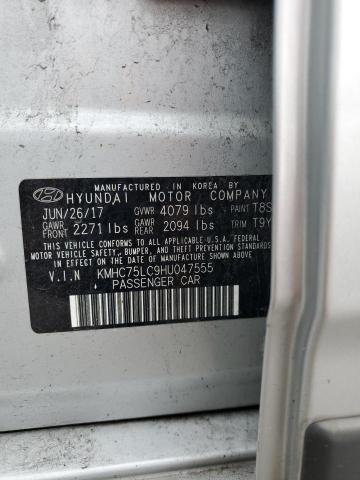 MANUFACTURED IN KOREA BY
HYUNDAI MOTOR COMPANY
JUN/26/17 GVWR 4079 lbs PAINT T8S
GAWR FRONT 2271 lbs GAWR REAR 2094 lbs TRIM T9Y
THIS VEHICLE CONFORMS TO ALL APPLICABLE U.S. FEDERAL
MOTOR VEHICLE SAFETY, BUMPER, AND THEFT PREVENTION STANDARDS
IN EFFECT ON THE DATE OF MANUFACTURE SHOWN ABOVE.
V.I.N : KMHC75LC9HU047555
PASSENGER CAR